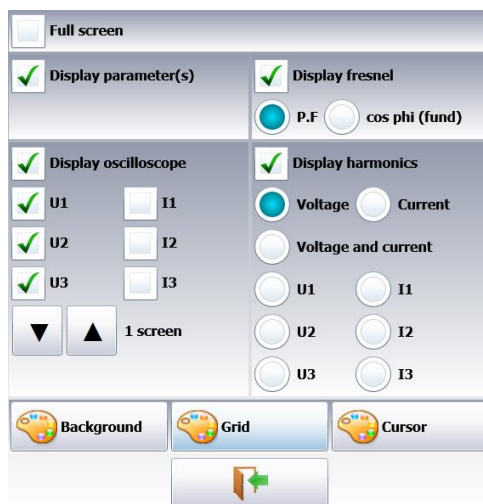 Full screen
Display parameter(s)
Display fresnel
P.F cos phi (fund)
Display oscilloscope
U1 I1
U2 I2
U3 I3
1 screen
Display harmonics
Voltage Current
Voltage and current
U1 I1
U2 I2
U3 I3
Background Grid Cursor